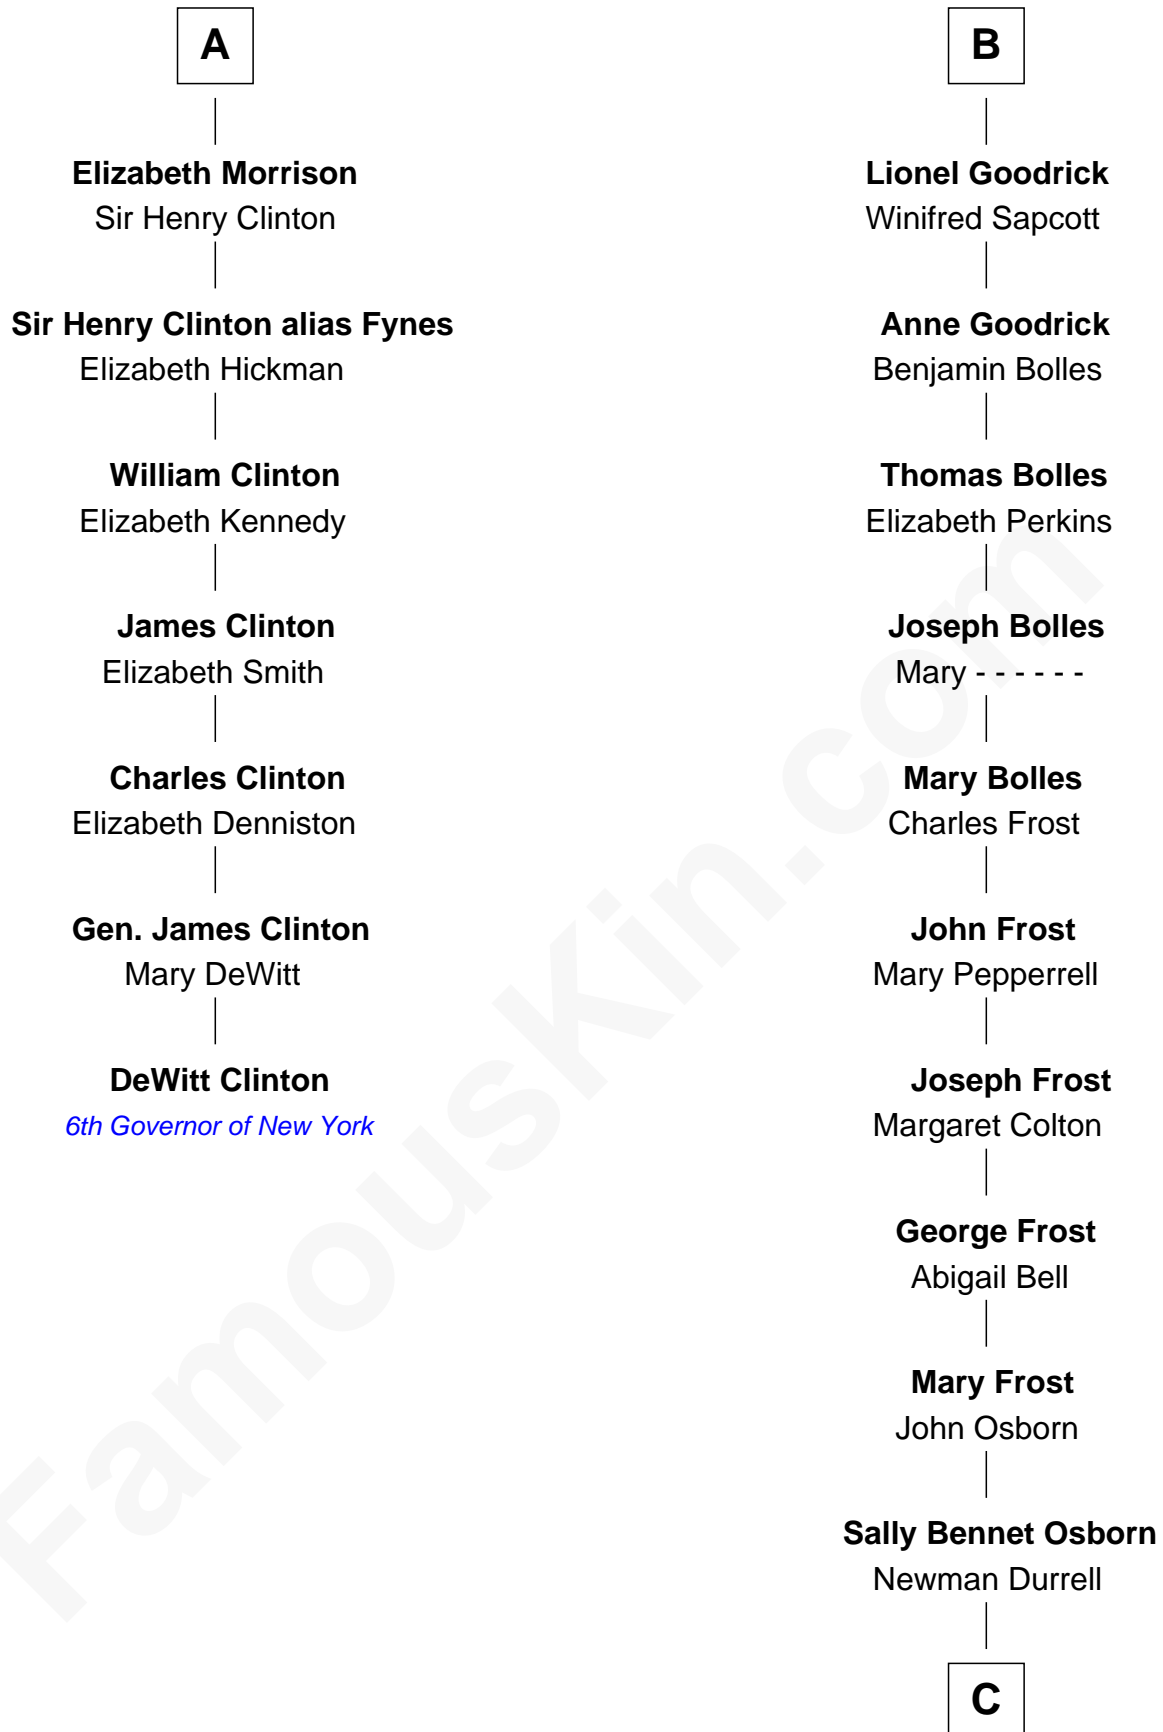 A
Elizabeth Morrison
Sir Henry Clinton
Sir Henry Clinton alias Fynes
Elizabeth Hickman
William Clinton
Elizabeth Kennedy
James Clinton
Elizabeth Smith
Charles Clinton
Elizabeth Denniston
Gen. James Clinton
Mary DeWitt
DeWitt Clinton
6th Governor of New York
B
Lionel Goodrick
Winifred Sapcott
Anne Goodrick
Benjamin Bolles
Thomas Bolles
Elizabeth Perkins
Joseph Bolles
Mary - - - - - -
Mary Bolles
Charles Frost
John Frost
Mary Pepperrell
Joseph Frost
Margaret Colton
George Frost
Abigail Bell
Mary Frost
John Osborn
Sally Bennet Osborn
Newman Durrell
C
FamousKin.com